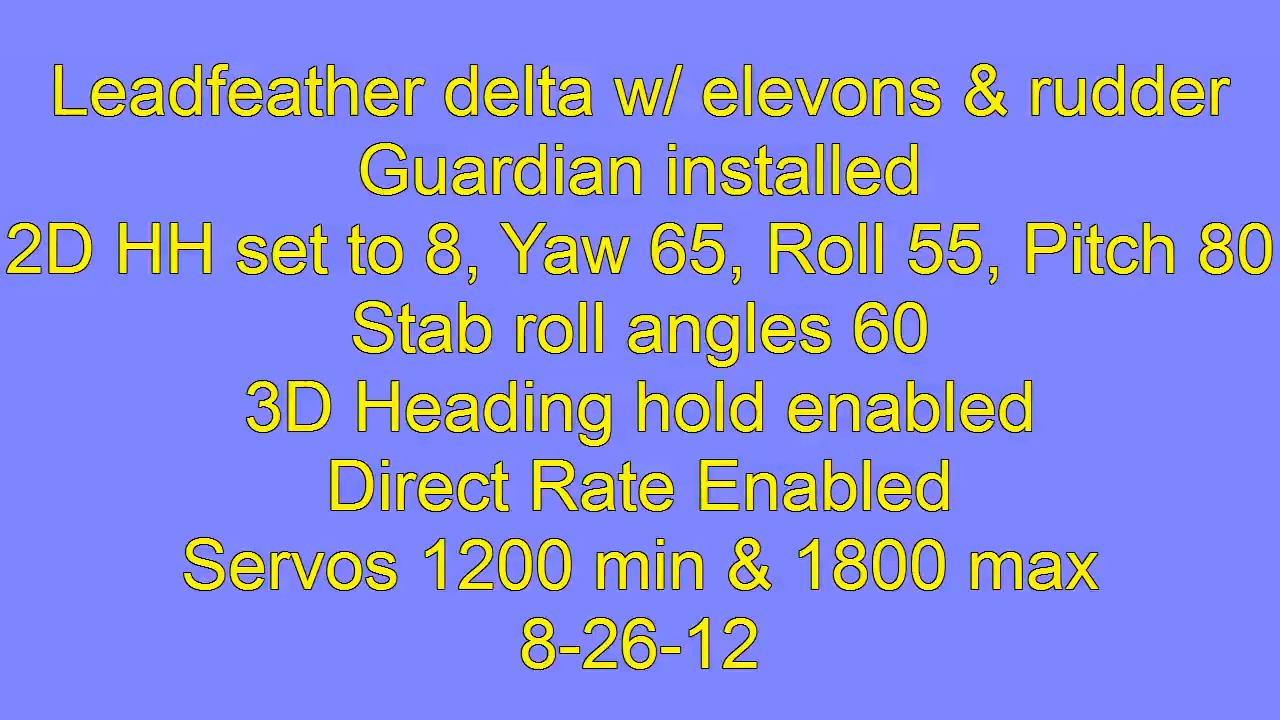 Leadfeather delta w/ elevons & rudder
Guardian installed
2D HH set to 8, Yaw 65, Roll 55, Pitch 80
Stab roll angles 60
3D Heading hold enabled
Direct Rate Enabled
Servos 1200 min & 1800 max
8-26-12